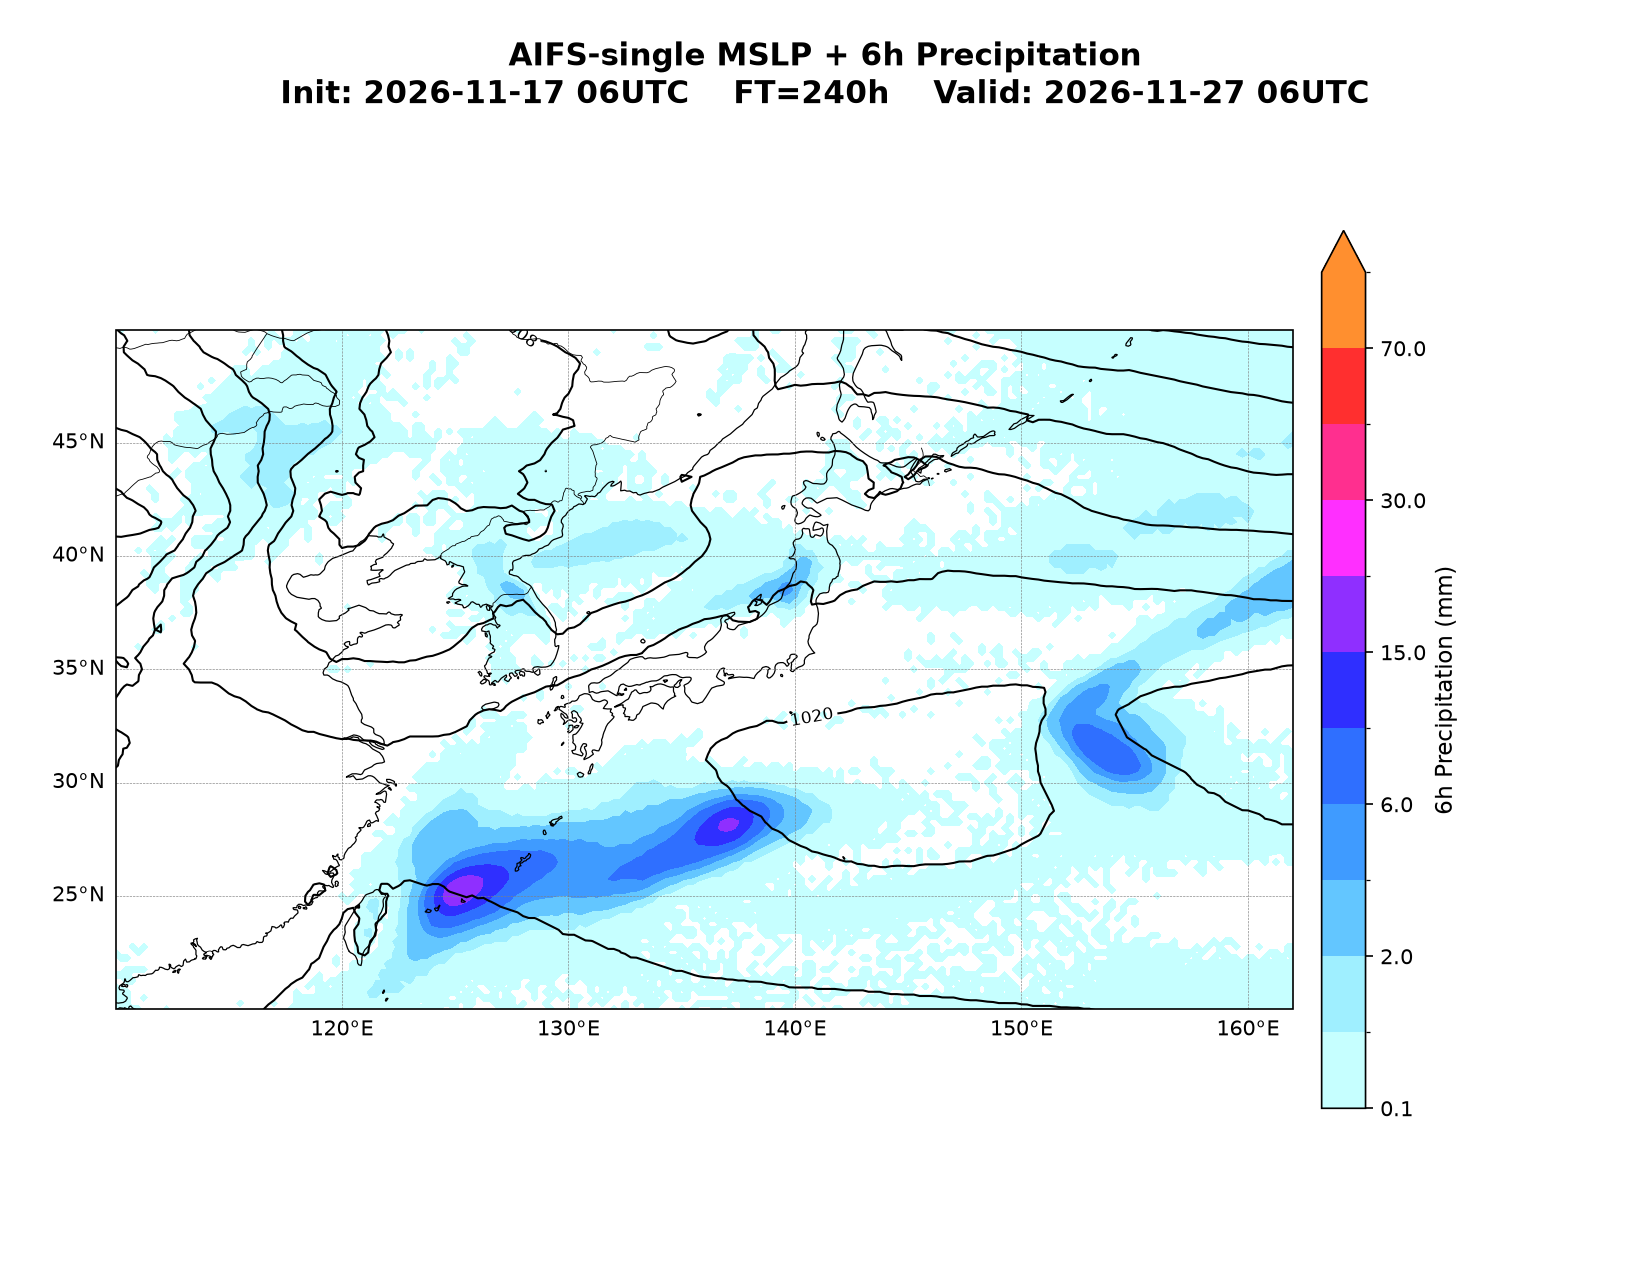 AIFS-single MSLP + 6h Precipitation
Init: 2026-11-17 06UTC    FT=240h    Valid: 2026-11-27 06UTC
70.0
45°N
30.0
40°N
35°N
15.0
1020
30°N
6.0
25°N
2.0
120°E
130°E
140°E
150°E
160°E
0.1
6h Precipitation (mm)